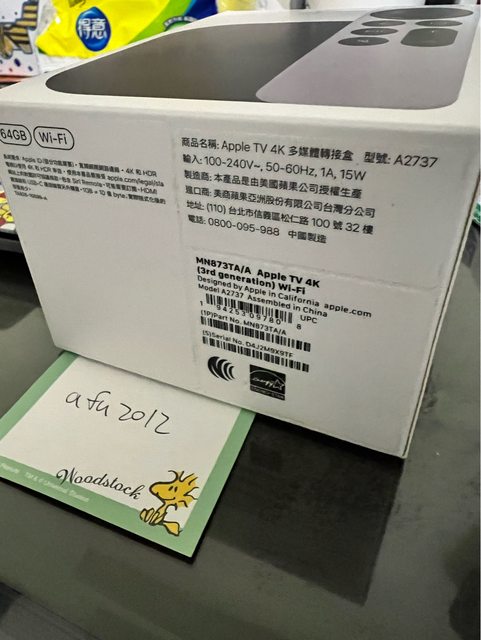 得意
64GB Wi-Fi
商品名稱: Apple TV 4K 多媒體轉接盒 型號: A2737
輸入: 100-240V~, 50-60Hz, 1A, 15W
製造商: 本產品是由美國蘋果公司授權生產
進口商: 美商蘋果亞洲股份有限公司台灣分公司
地址: (110) 台北市信義區松仁路 100 號 32 樓
電話: 0800-095-988 中國製造
MN873TA/A Apple TV 4K
(3rd generation) Wi-Fi
Designed by Apple in California apple.com
Model A2737 Assembled in China
UPC
(1P)Part No. MN873TA/A
(S)Serial No. D4J2M9X9TF
afu2012
Woodstock